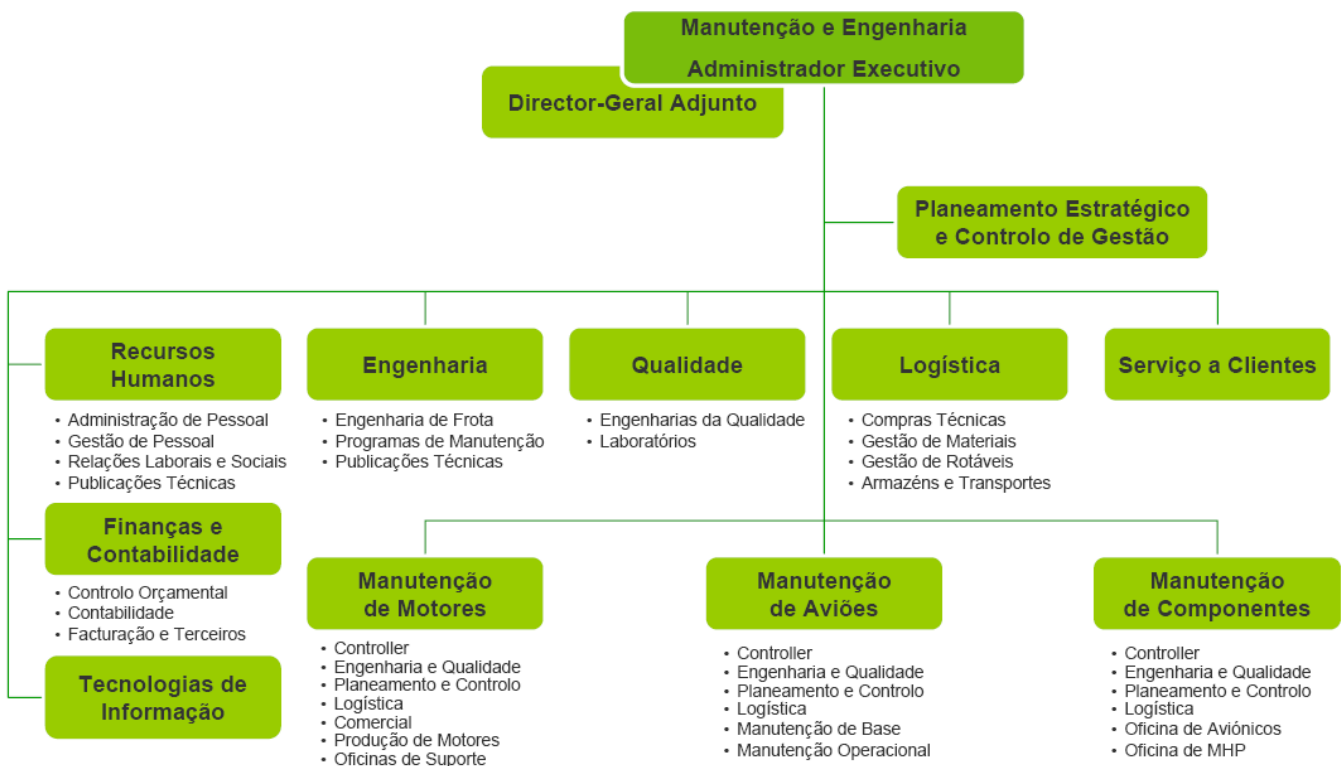 Manutenção e Engenharia
Administrador Executivo
Director-Geral Adjunto
Planeamento Estratégico
e Controlo de Gestão
Recursos
Humanos
• Administração de Pessoal
• Gestão de Pessoal
• Relações Laborais e Sociais
• Publicações Técnicas
Engenharia
• Engenharia de Frota
• Programas de Manutenção
• Publicações Técnicas
Qualidade
• Engenharias da Qualidade
• Laboratórios
Logística
• Compras Técnicas
• Gestão de Materiais
• Gestão de Rotáveis
• Armazéns e Transportes
Serviço a Clientes
Finanças e
Contabilidade
• Controlo Orçamental
• Contabilidade
• Facturação e Terceiros
Tecnologias de
Informação
Manutenção
de Motores
• Controller
• Engenharia e Qualidade
• Planeamento e Controlo
• Logística
• Comercial
• Produção de Motores
• Oficinas de Suporte
Manutenção
de Aviões
• Controller
• Engenharia e Qualidade
• Planeamento e Controlo
• Logística
• Manutenção de Base
• Manutenção Operacional
Manutenção
de Componentes
• Controller
• Engenharia e Qualidade
• Planeamento e Controlo
• Logística
• Oficina de Aviónicos
• Oficina de MHP